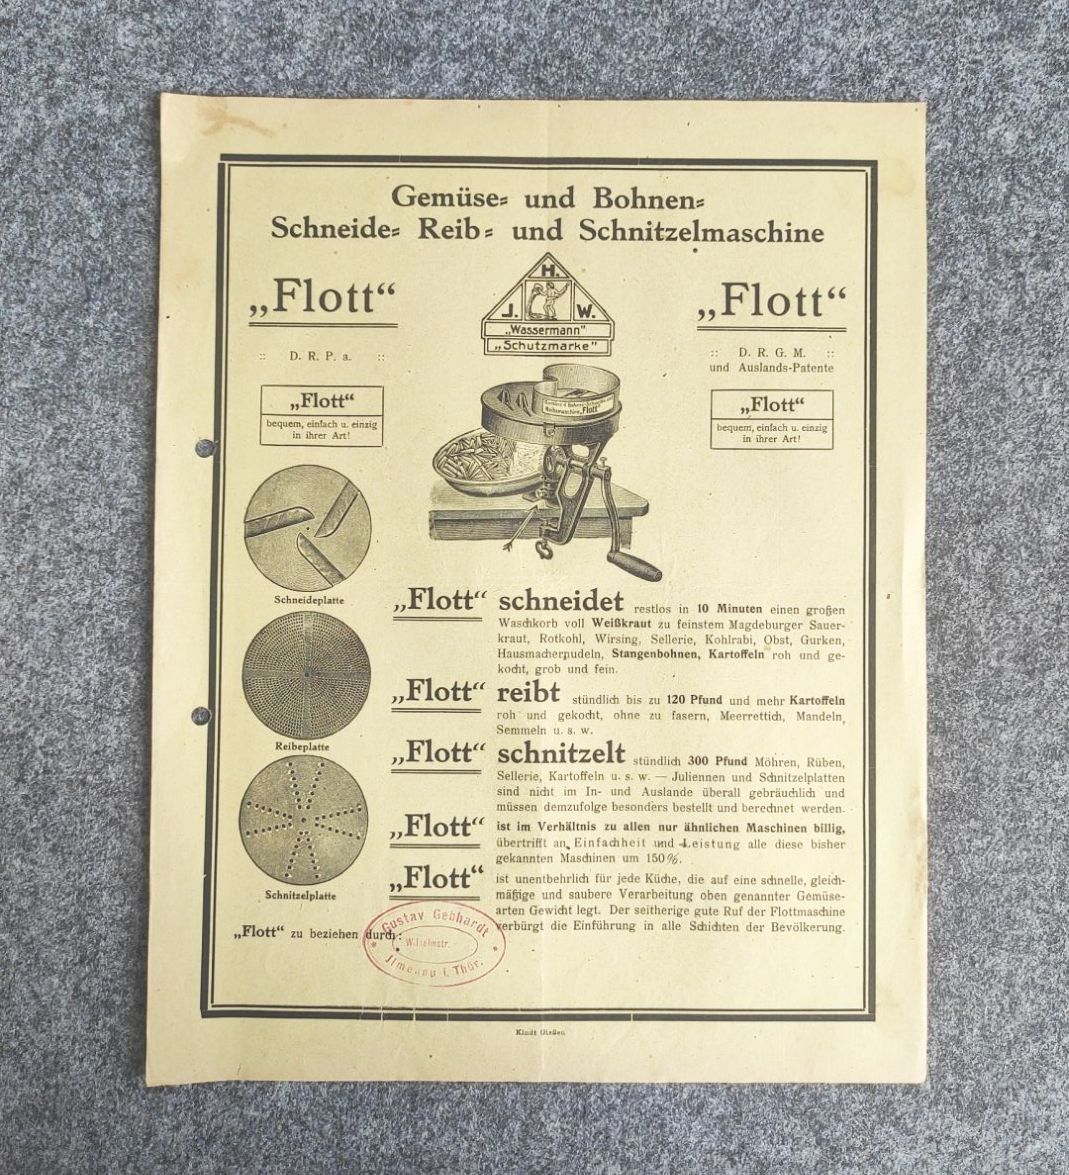 Gemüse= und Bohnen=
Schneide= Reib= und Schnitzelmaschine
„Flott“
:: D. R. P. a. ::
„Flott“
bequem, einfach u. einzig
in ihrer Art!
H.
J. W.
„Wassermann“
„Schutzmarke“
„Flott“
:: D. R. G. M. ::
und Auslands-Patente
„Flott“
bequem, einfach u. einzig
in ihrer Art!
„Flott“
Schneideplatte
Reibeplatte
Schnitzelplatte
„Flott“ schneidet restlos in 10 Minuten einen großen
Waschkorb voll Weißkraut zu feinstem Magdeburger Sauer-
kraut, Rotkohl, Wirsing, Sellerie, Kohlrabi, Obst, Gurken,
Hausmacherpudeln, Stangenbohnen, Kartoffeln roh und ge-
kocht, grob und fein.
„Flott“ reibt stündlich bis zu 120 Pfund und mehr Kartoffeln
roh und gekocht, ohne zu fasern, Meerrettich, Mandeln,
Semmeln u. s. w.
„Flott“ schnitzelt stündlich 300 Pfund Möhren, Rüben,
Sellerie, Kartoffeln u. s. w. — Juliennen und Schnitzelplatten
sind nicht im In- und Auslande überall gebräuchlich und
müssen demzufolge besonders bestellt und berechnet werden.
„Flott“ ist im Verhältnis zu allen nur ähnlichen Maschinen billig,
übertrifft an Einfachheit und Leistung alle diese bisher
gekannten Maschinen um 150%.
„Flott“ ist unentbehrlich für jede Küche, die auf eine schnelle, gleich-
mäßige und saubere Verarbeitung oben genannter Gemüse-
arten Gewicht legt. Der seitherige gute Ruf der Flottmaschine
verbürgt die Einführung in alle Schichten der Bevölkerung.
„Flott“ zu beziehen durch:
Gustav Gebhardt
Wilhelmstr.
Jlmenau i. Thür.
Kindt Gießen